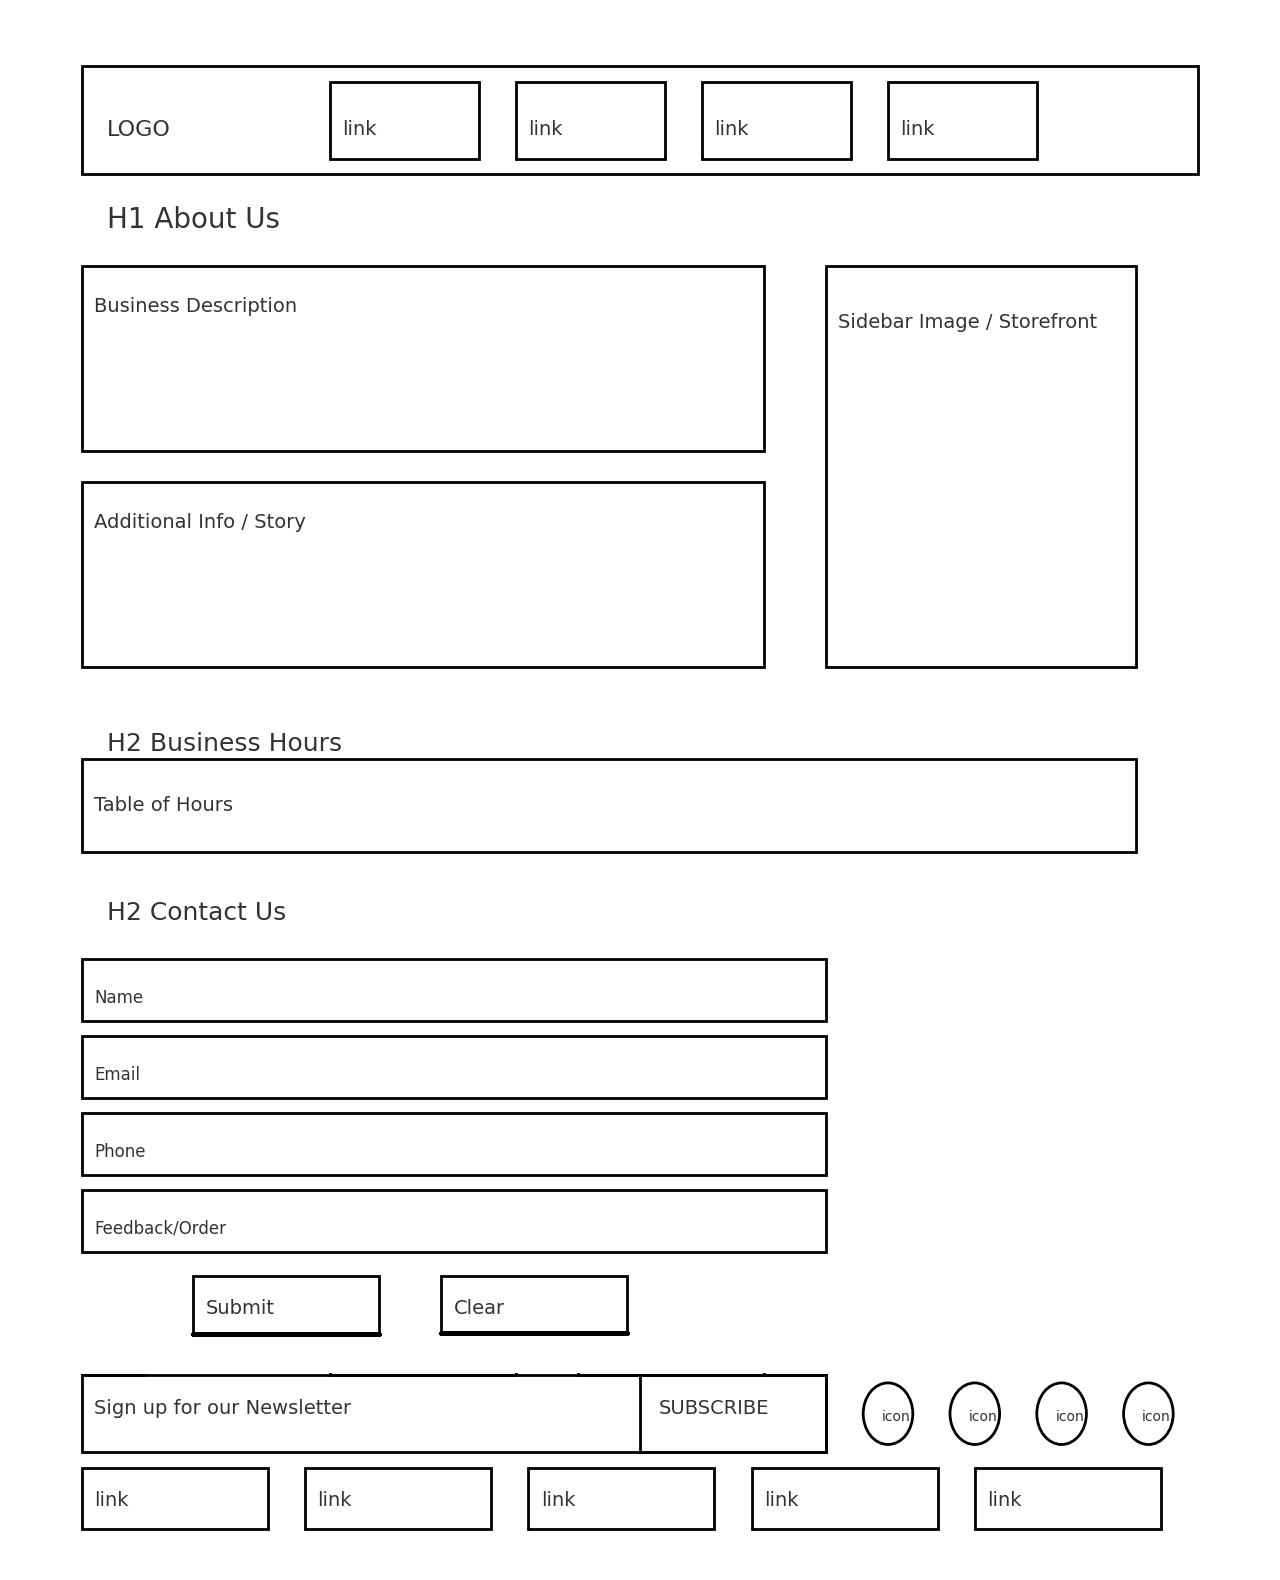 LOGO
link
link
link
link
H1 About Us
Business Description
Sidebar Image / Storefront
Additional Info / Story
H2 Business Hours
Table of Hours
H2 Contact Us
Name
Email
Phone
Feedback/Order
Submit
Clear
Sign up for our Newsletter
SUBSCRIBE
icon
icon
icon
icon
link
link
link
link
link